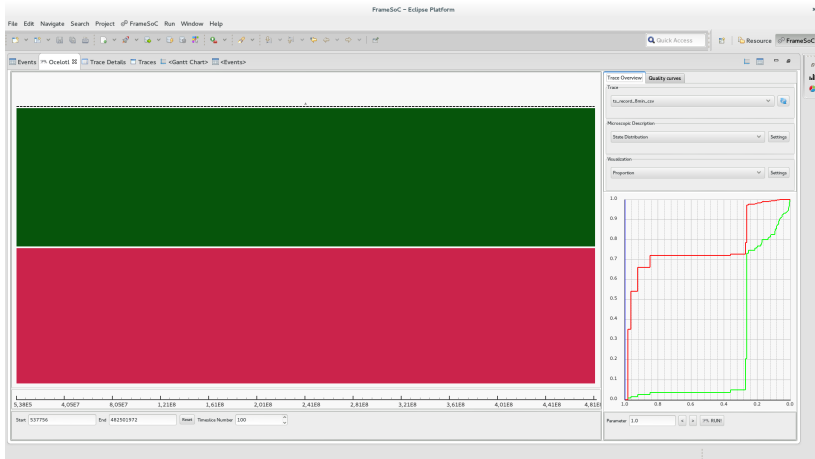 FrameSoC - Eclipse Platform
File Edit Navigate Search Project FrameSoC Run Window Help
Quick Access
Resource
FrameSoC
Events
Ocelotl
Trace Details
Traces
<Gantt Chart>
<Events>
Trace Overview
Quality curves
Trace
ts_record_8min_csv
Microscopic Description
State Distribution
Settings
Visualization
Proportion
Settings
1.0
0.9
0.8
0.7
0.6
0.5
0.4
0.3
0.2
0.1
0.0
1.0 0.8 0.6 0.4 0.2 0.0
5,38E5 4,05E7 8,05E7 1,21E8 1,61E8 2,01E8 2,41E8 2,81E8 3,21E8 3,61E8 4,01E8 4,41E8 4,81E
Start 537756 End 482501972 Reset Timeslice Number 100
Parameter 1.0 < > RUN!